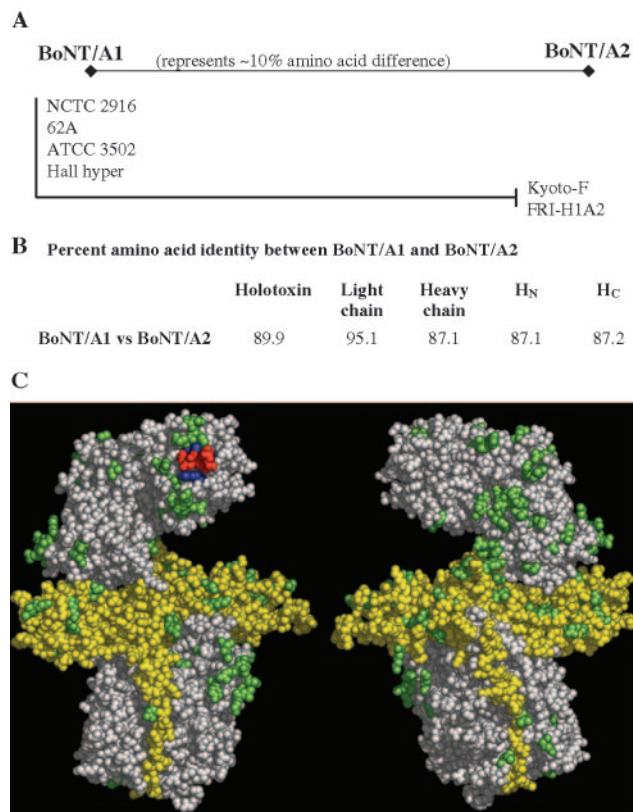 A
BoNT/A1
(represents ~10% amino acid difference)
BoNT/A2
NCTC 2916
62A
ATCC 3502
Hall hyper
Kyoto-F
FRI-H1A2
B Percent amino acid identity between BoNT/A1 and BoNT/A2
Holotoxin Light chain Heavy chain HN HC
BoNT/A1 vs BoNT/A2 89.9 95.1 87.1 87.1 87.2
C